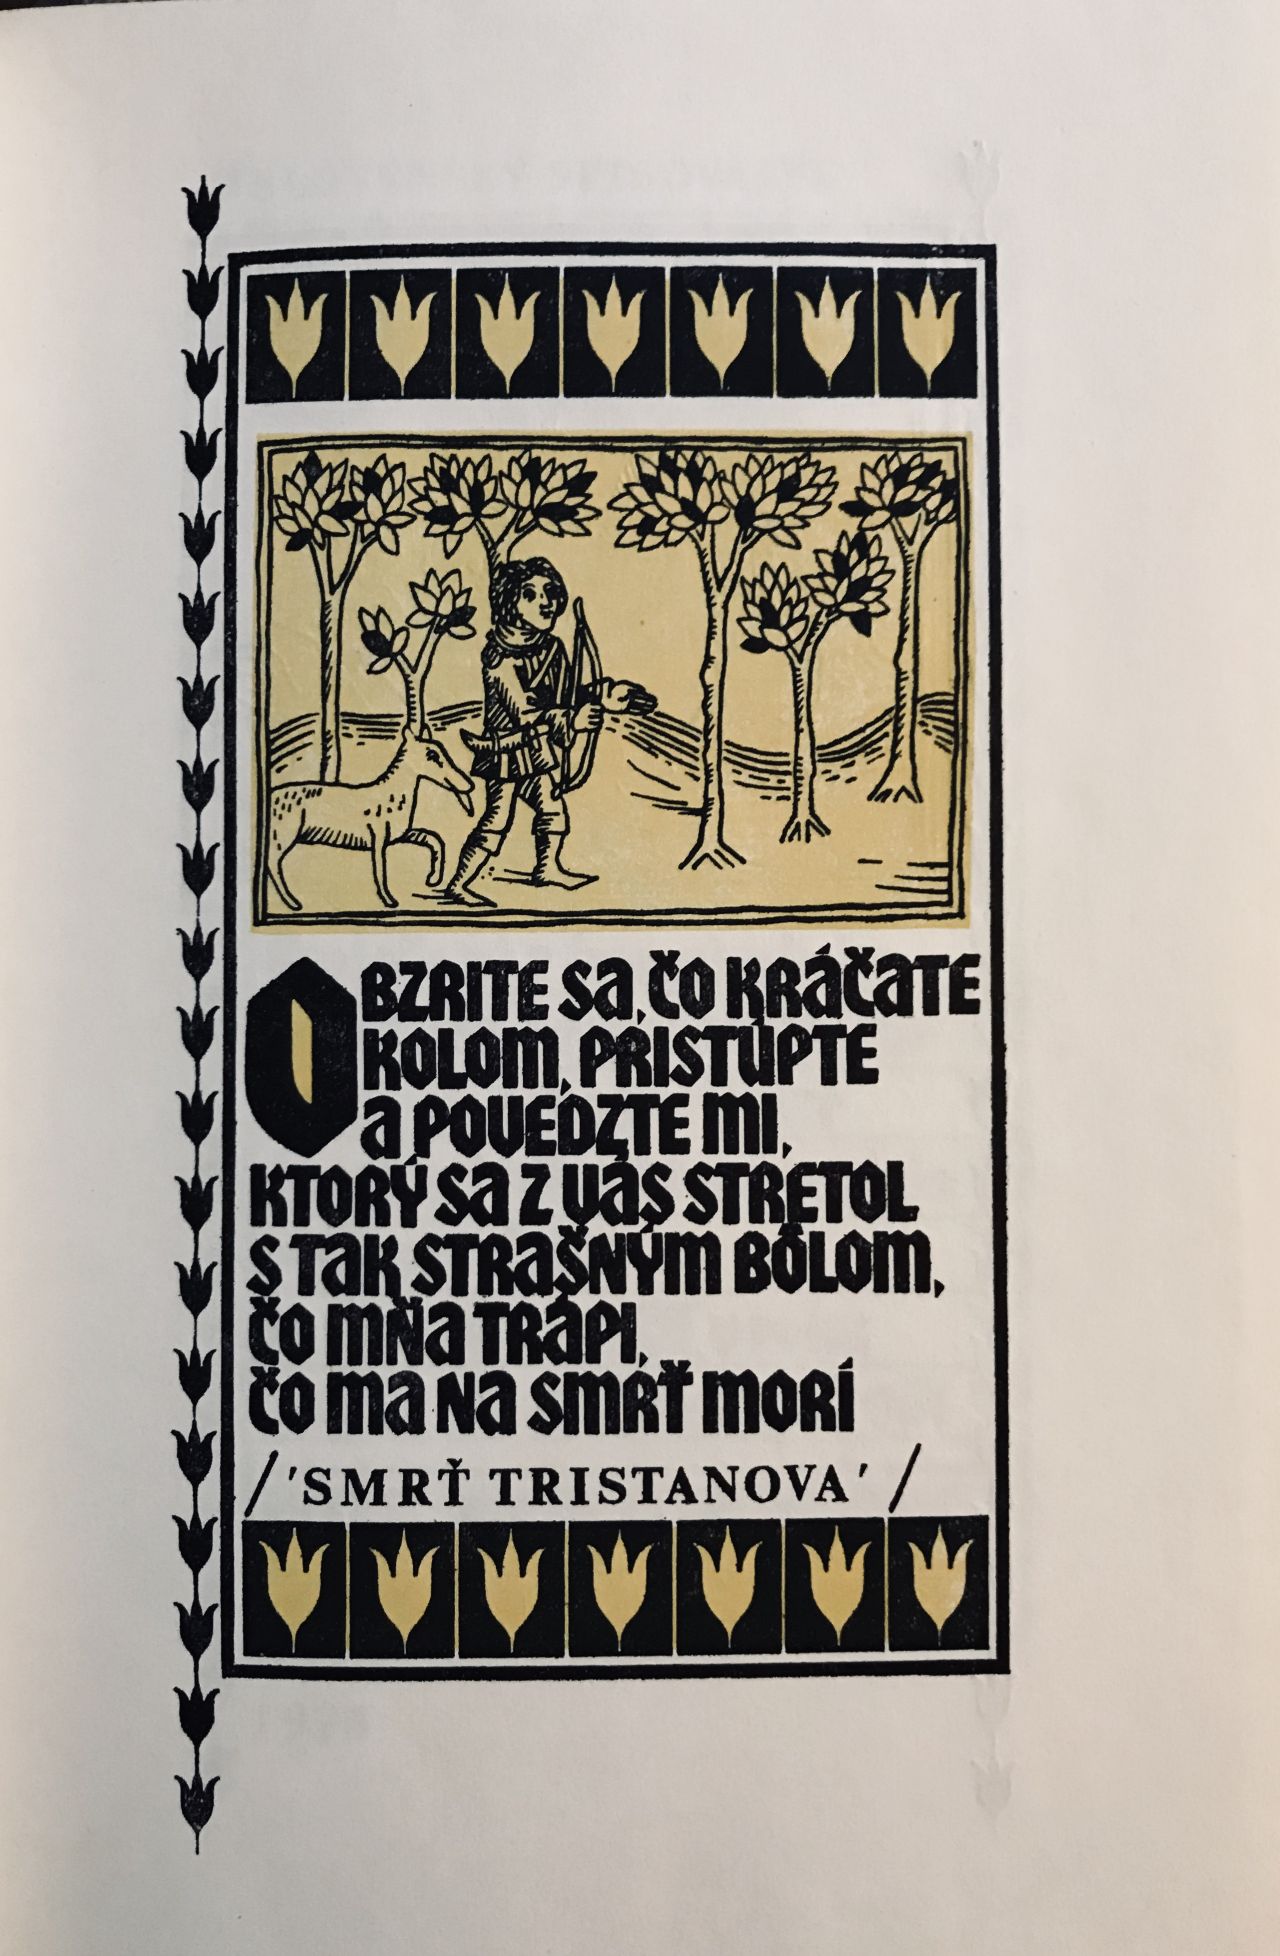 OBZRITE Sa, ČO KRáČaTE
KOLOM, PRISTÚPTE
a POVEDZTE MI,
KTORÝ Sa Z VáS STRETOL
S TaK STRaŠNÝM BÔLOM,
ČO MŇa TRáPI,
ČO Ma Na SMRŤ MORÍ
/'SMRŤ TRISTANOVA'/